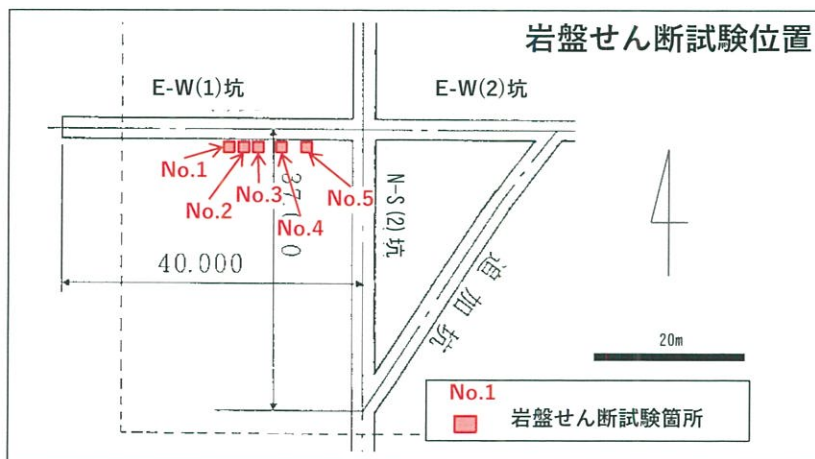 岩盤せん断試験位置
E-W(1)坑
E-W(2)坑
No.1
No.2
No.3
No.4
No.5
N-S(2)坑
40.000
追加坑
20m
No.1
岩盤せん断試験箇所